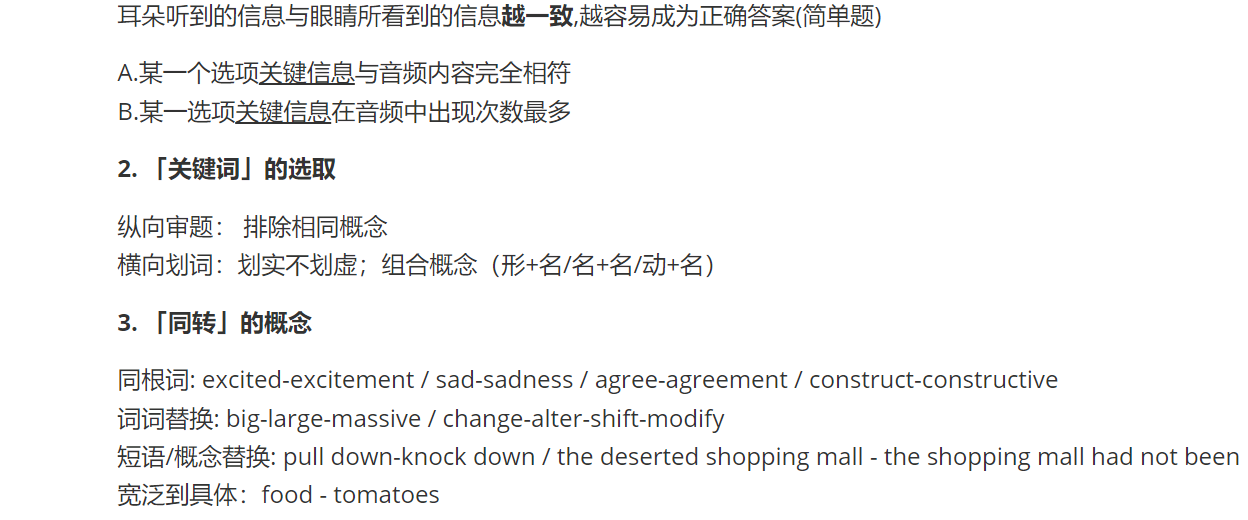 耳朵听到的信息与眼睛所看到的信息越一致,越容易成为正确答案(简单题)
A.某一个选项关键信息与音频内容完全相符
B.某一选项关键信息在音频中出现次数最多
2. 「关键词」的选取
纵向审题： 排除相同概念
横向划词：划实不划虚；组合概念（形+名/名+名/动+名）
3. 「同转」的概念
同根词: excited-excitement / sad-sadness / agree-agreement / construct-constructive
词词替换: big-large-massive / change-alter-shift-modify
短语/概念替换: pull down-knock down / the deserted shopping mall - the shopping mall had not been
宽泛到具体：food - tomatoes